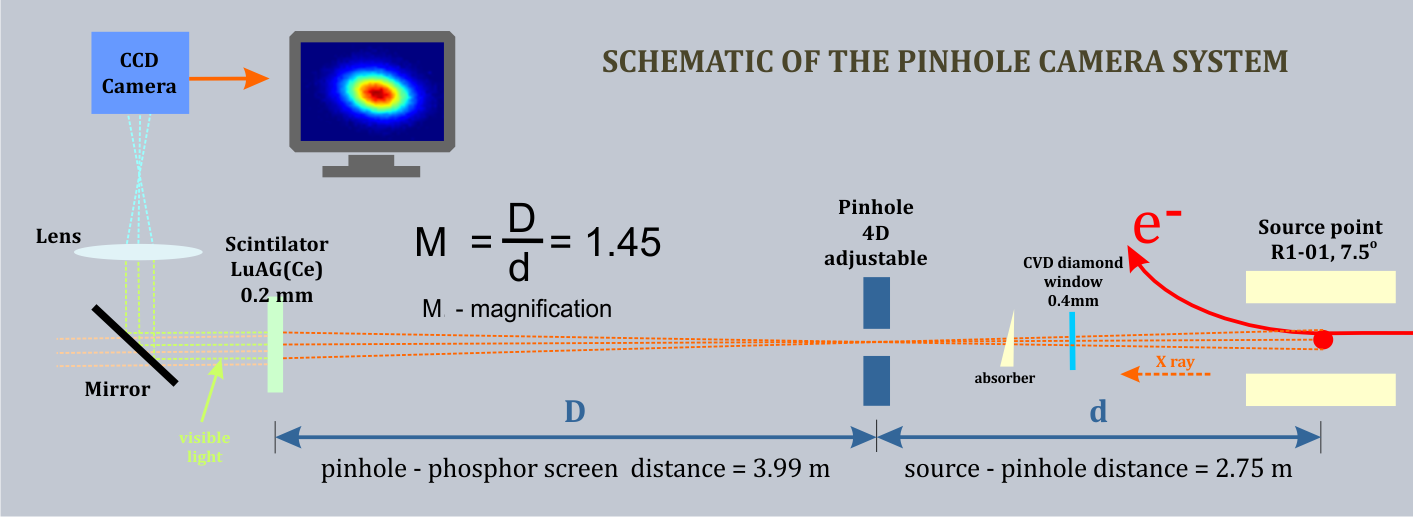 SCHEMATIC OF THE PINHOLE CAMERA SYSTEM
CCD
Camera
Lens
Scintilator
LuAG(Ce)
0.2 mm
M = D/d = 1.45
M. - magnification
Pinhole
4D
adjustable
CVD diamond
window
0.4mm
e-
Source point
R1-01, 7.5º
Mirror
absorber
X ray
visible
light
D
d
pinhole - phosphor screen distance = 3.99 m
source - pinhole distance = 2.75 m